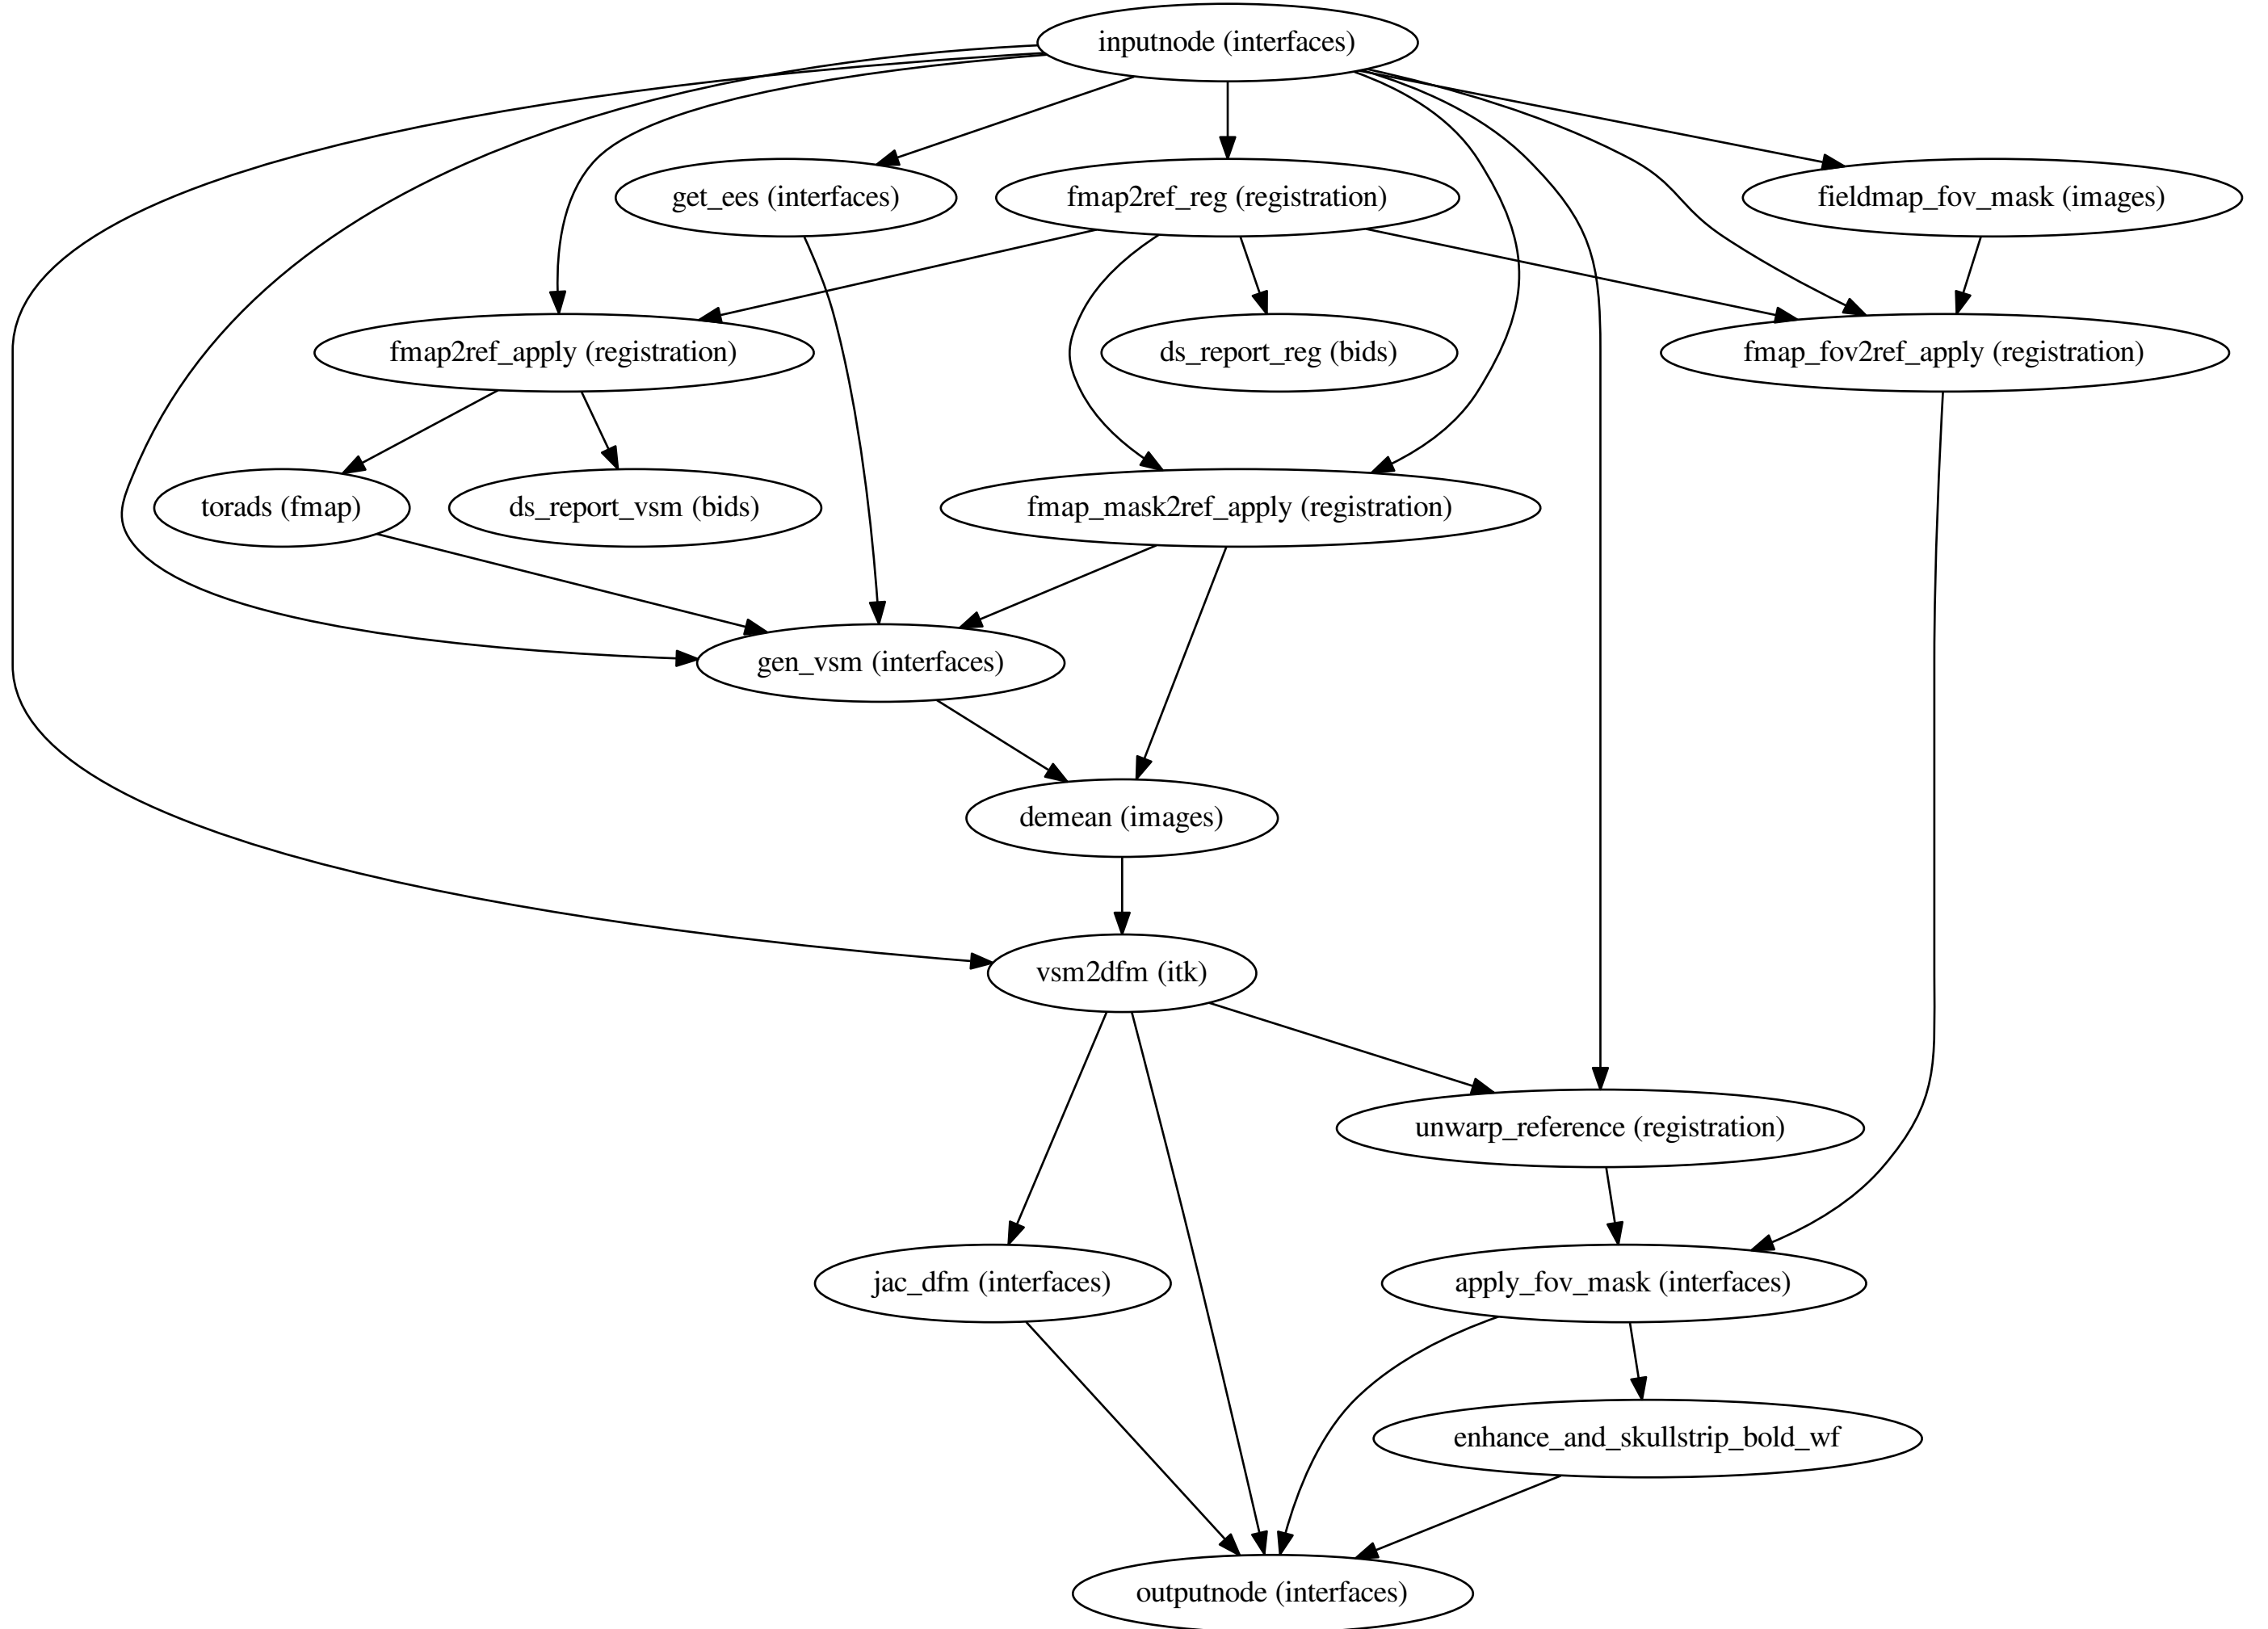 inputnode (interfaces)
get_ees (interfaces)
fmap2ref_reg (registration)
fieldmap_fov_mask (images)
fmap2ref_apply (registration)
ds_report_reg (bids)
fmap_fov2ref_apply (registration)
torads (fmap)
ds_report_vsm (bids)
fmap_mask2ref_apply (registration)
gen_vsm (interfaces)
demean (images)
vsm2dfm (itk)
unwarp_reference (registration)
jac_dfm (interfaces)
apply_fov_mask (interfaces)
enhance_and_skullstrip_bold_wf
outputnode (interfaces)